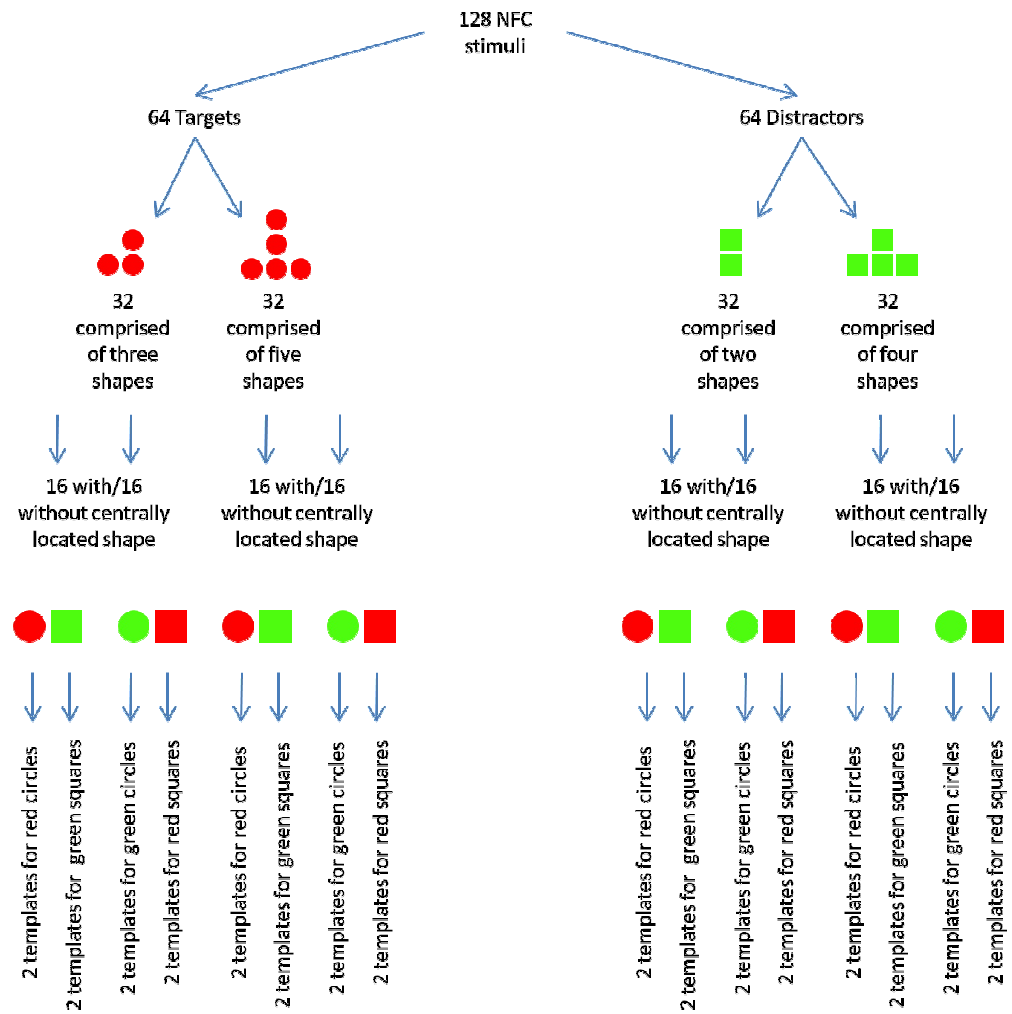 128 NFC
stimuli
64 Targets
64 Distractors
32
comprised
of three
shapes
32
comprised
of five
shapes
32
comprised
of two
shapes
32
comprised
of four
shapes
16 with/16
without centrally
located shape
16 with/16
without centrally
located shape
16 with/16
without centrally
located shape
16 with/16
without centrally
located shape
2 templates for red circles
2 templates for green squares
2 templates for green circles
2 templates for red squares
2 templates for red circles
2 templates for green squares
2 templates for green circles
2 templates for red squares
2 templates for red circles
2 templates for green squares
2 templates for green circles
2 templates for red squares
2 templates for red circles
2 templates for green squares
2 templates for green circles
2 templates for red squares